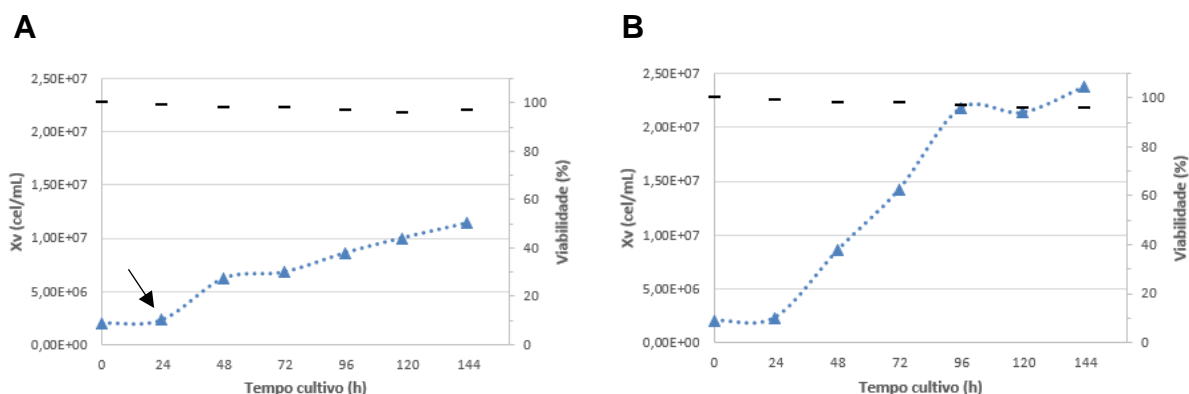 A
2,50E+07
2,00E+07
1,50E+07
1,00E+07
5,00E+06
0,00E+00
Xv (cel/mL)
100
80
60
40
20
0
Viabilidade (%)
0 24 48 72 96 120 144
Tempo cultivo (h)
B
2,50E+07
2,00E+07
1,50E+07
1,00E+07
5,00E+06
0,00E+00
Xv (cel/mL)
100
80
60
40
20
0
Viabilidade (%)
0 24 48 72 96 120 144
Tempo cultivo (h)